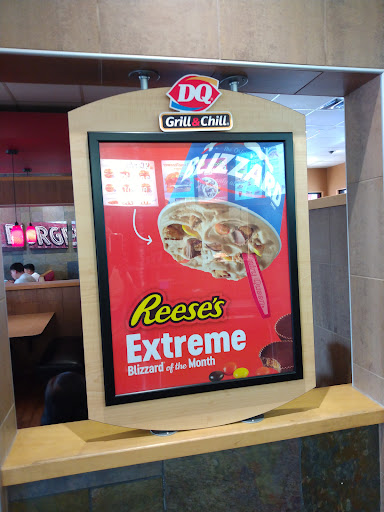 DQ
Grill & Chill
BLIZZARD
Reese's
Extreme
Blizzard of the Month